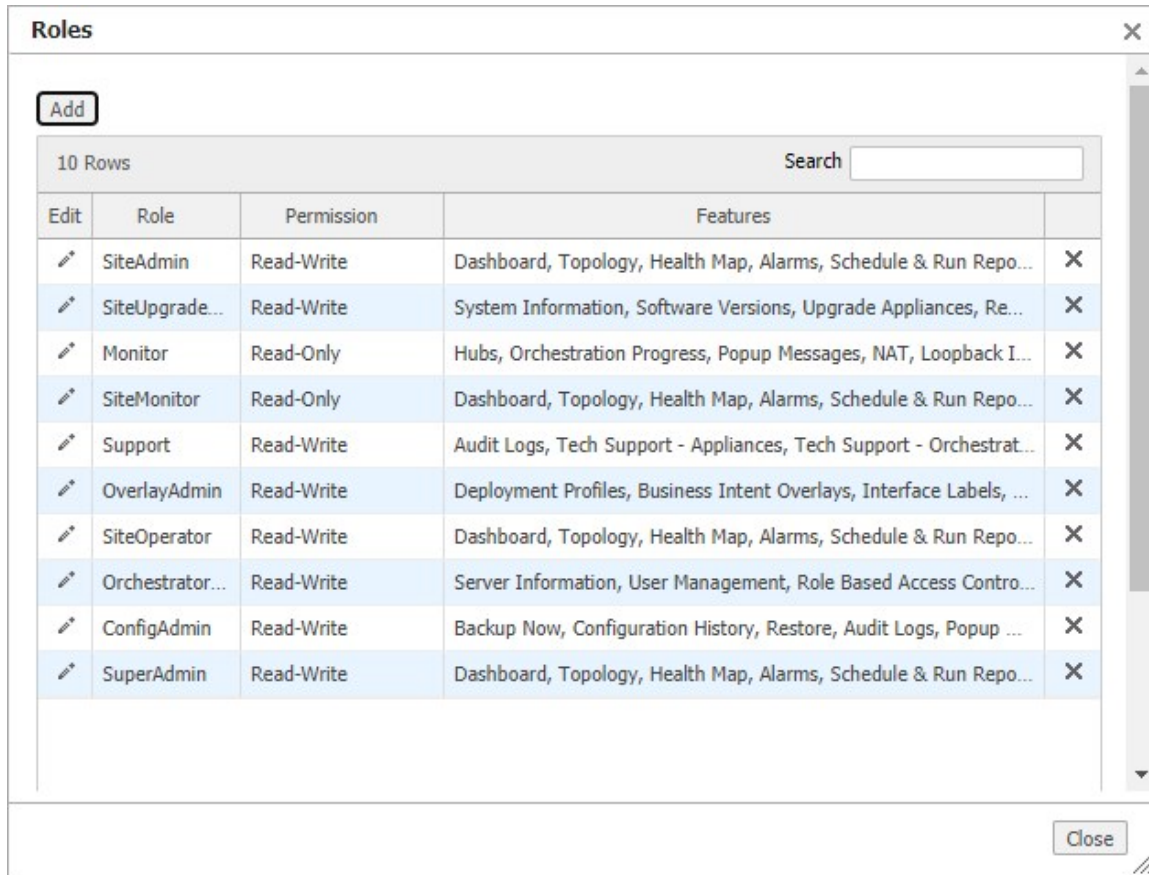 Roles
Add
10 Rows Search
Edit Role Permission Features
SiteAdmin Read-Write Dashboard, Topology, Health Map, Alarms, Schedule & Run Repo...
SiteUpgrade... Read-Write System Information, Software Versions, Upgrade Appliances, Re...
Monitor Read-Only Hubs, Orchestration Progress, Popup Messages, NAT, Loopback I...
SiteMonitor Read-Only Dashboard, Topology, Health Map, Alarms, Schedule & Run Repo...
Support Read-Write Audit Logs, Tech Support - Appliances, Tech Support - Orchestrat...
OverlayAdmin Read-Write Deployment Profiles, Business Intent Overlays, Interface Labels, ...
SiteOperator Read-Write Dashboard, Topology, Health Map, Alarms, Schedule & Run Repo...
Orchestrator... Read-Write Server Information, User Management, Role Based Access Contro...
ConfigAdmin Read-Write Backup Now, Configuration History, Restore, Audit Logs, Popup ...
SuperAdmin Read-Write Dashboard, Topology, Health Map, Alarms, Schedule & Run Repo...
Close